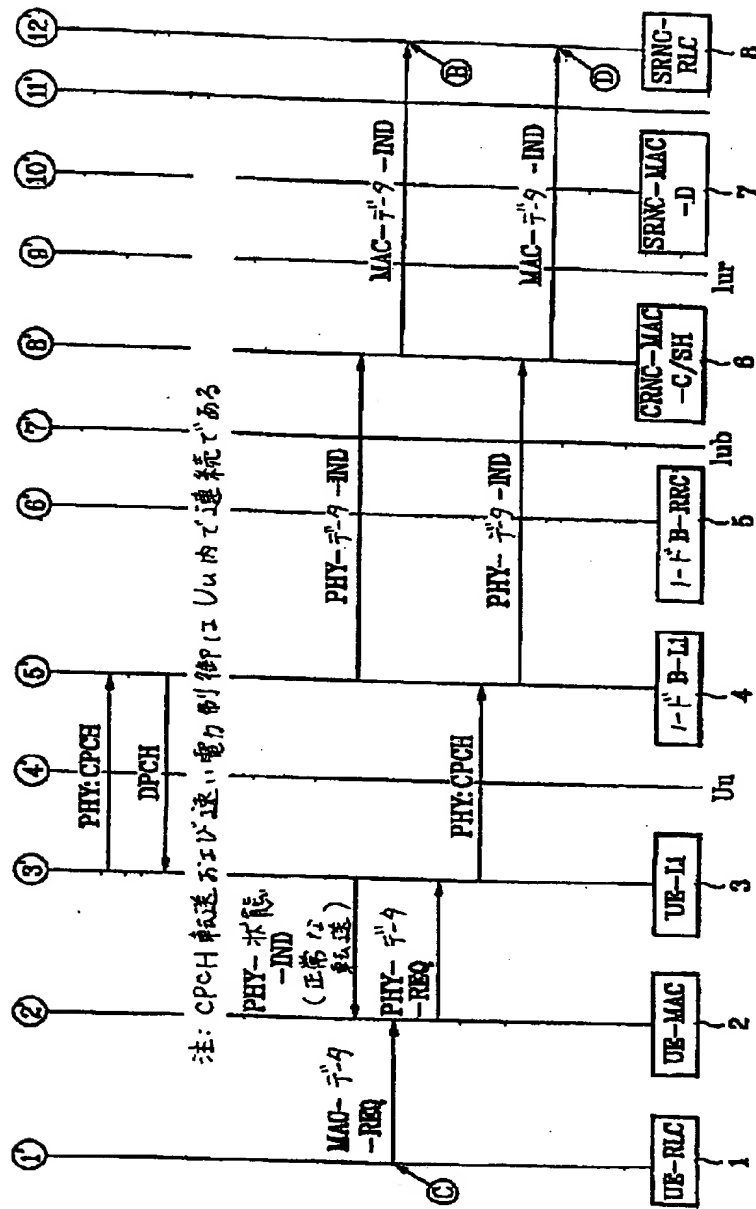 ①' ②' ③' ④' ⑤' ⑥' ⑦' ⑧' ⑨' ⑩' ⑪' ⑫'
PHY:CPCH
DPCH
注: CPCH転送および速い電力制御はUu内で連続である
PHY-状態
-IND
(正常な
転送)
PHY-データ-IND
MAC-データ-IND
Ⓑ
MAC-データ
-REQ
Ⓒ
PHY-データ
-REQ
PHY:CPCH
PHY-データ-IND
MAC-データ-IND
Ⓓ
UE-RLC
UE-MAC
UE-L1
ノードB-L1
ノードB-RRC
CRNC-MAC
-C/SH
SRNC-MAC
-D
SRNC-
RLC
1 2 3 Uu 4 5 Iub 6 Iur 7 8